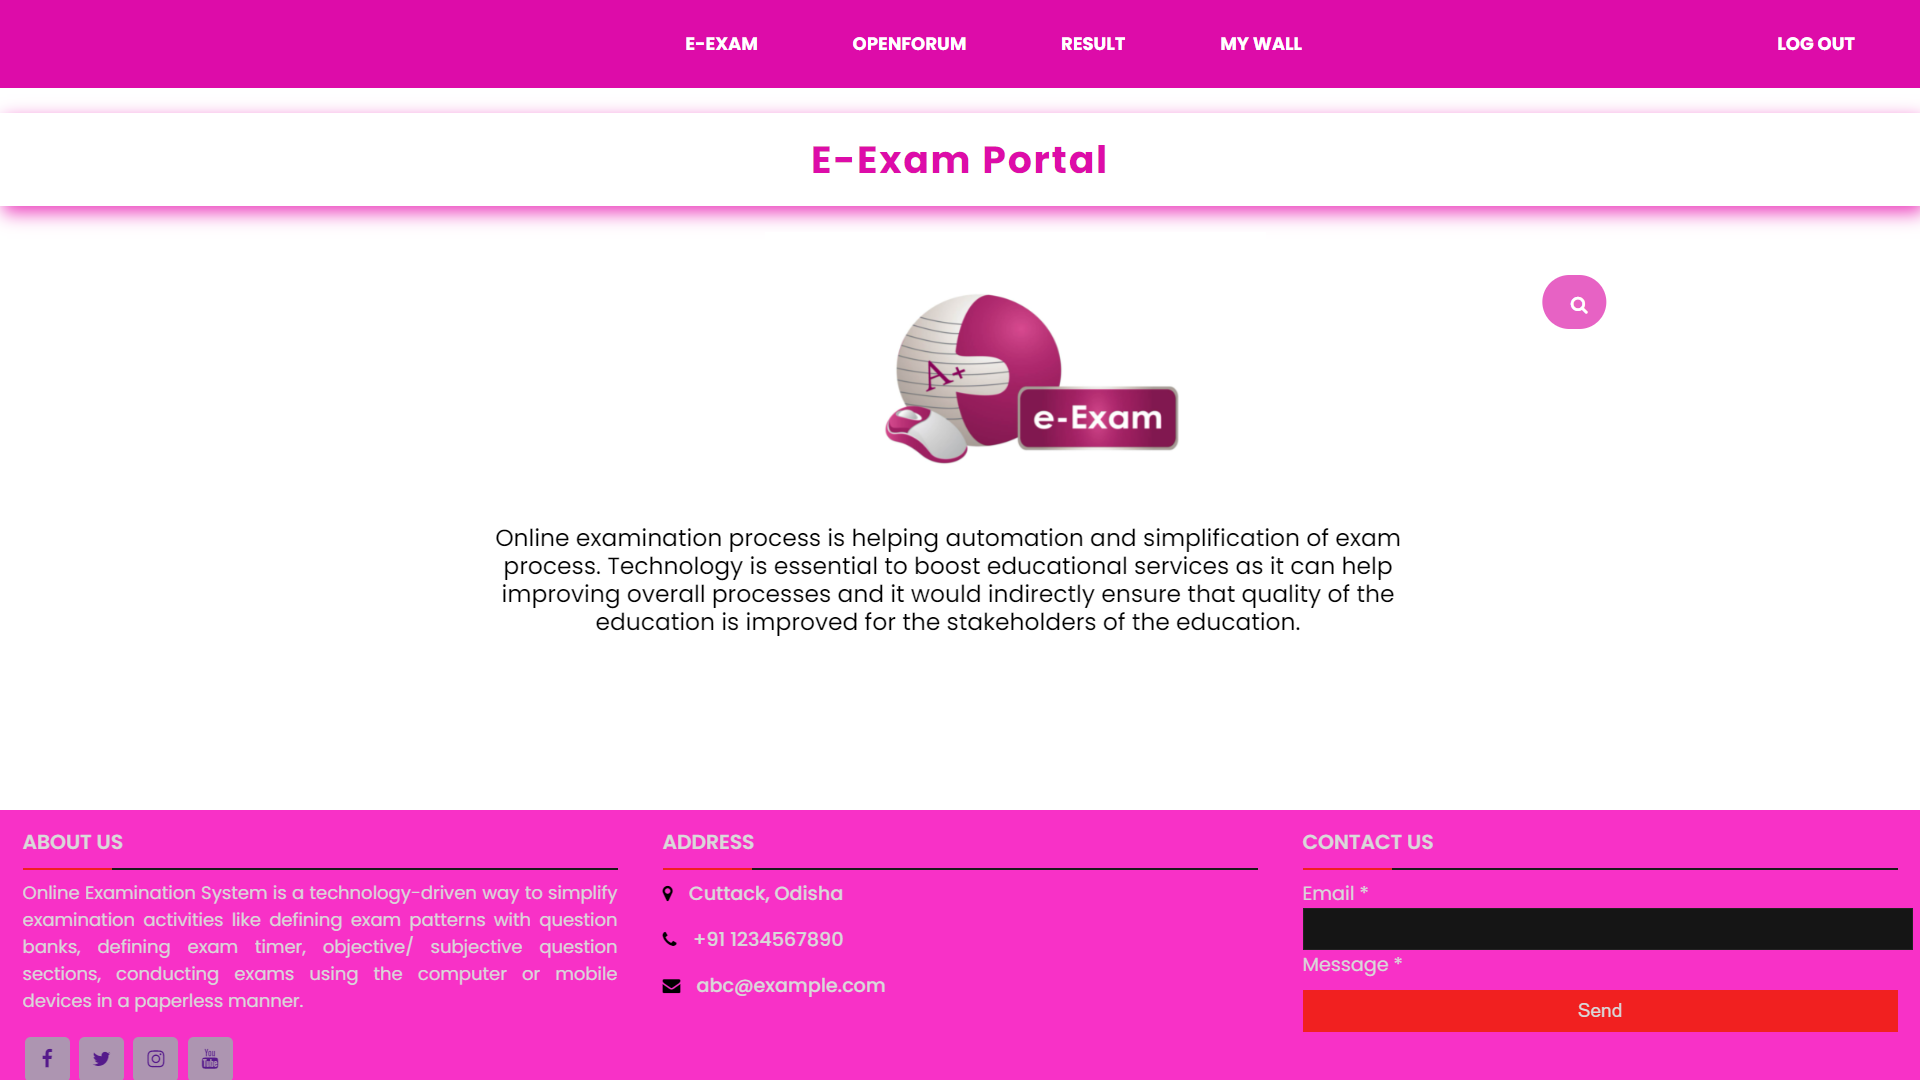 E-EXAM
OPENFORUM
RESULT
MY WALL
LOG OUT
E-Exam Portal
A+
e-Exam
Online examination process is helping automation and simplification of exam
process. Technology is essential to boost educational services as it can help
improving overall processes and it would indirectly ensure that quality of the
education is improved for the stakeholders of the education.
ABOUT US
Online Examination System is a technology-driven way to simplify
examination activities like defining exam patterns with question
banks, defining exam timer, objective/ subjective question
sections, conducting exams using the computer or mobile
devices in a paperless manner.
You
Tube
ADDRESS
Cuttack, Odisha
+91 1234567890
abc@example.com
CONTACT US
Email *
Message *
Send